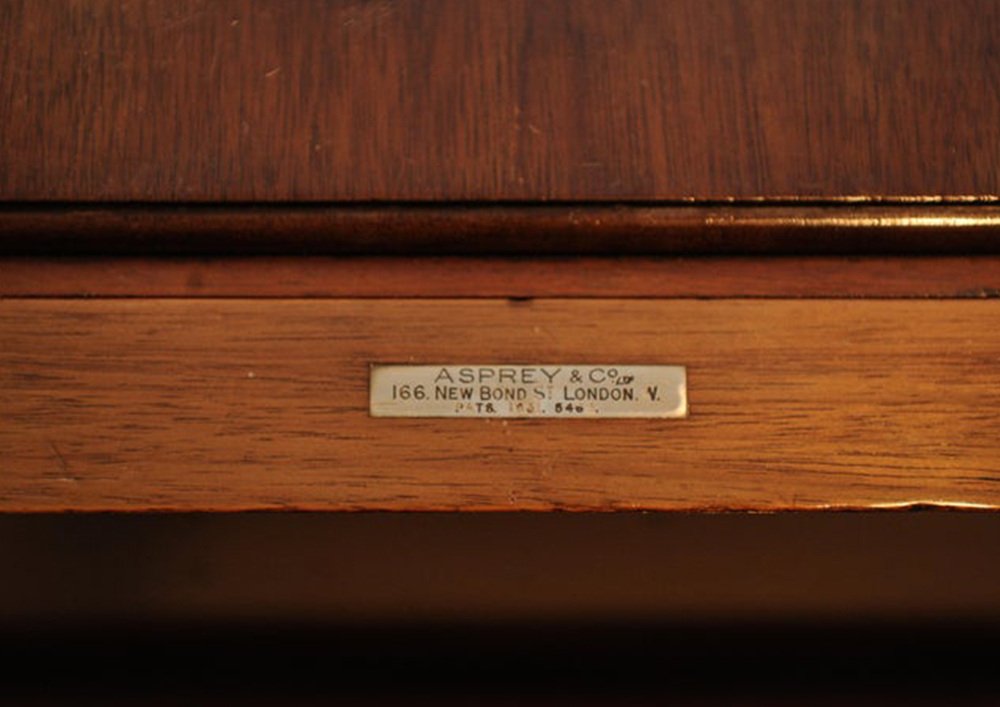 ASPREY & Co. LTD
166. NEW BOND ST LONDON. V.
PATS.